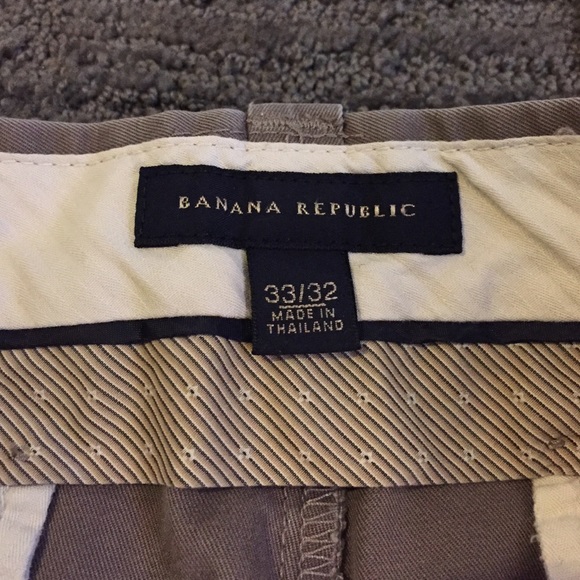 BANANA REPUBLIC
33/32
MADE IN
THAILAND